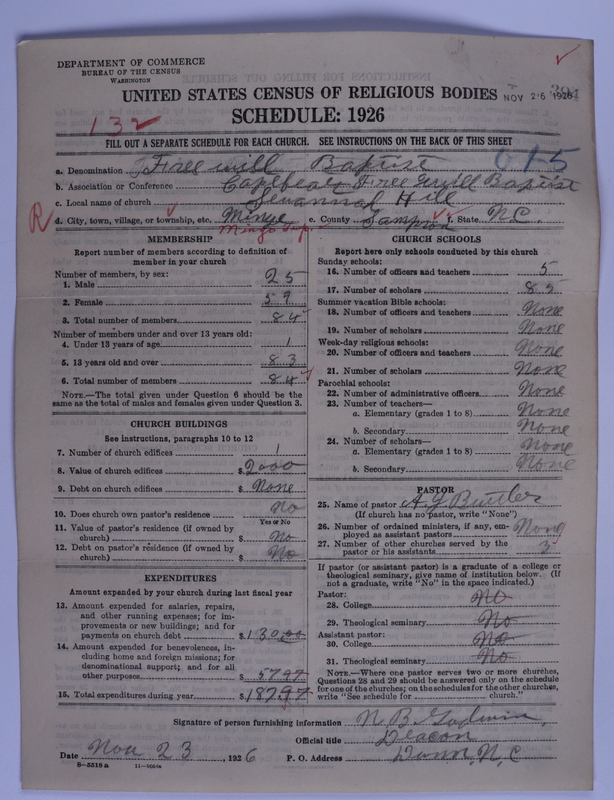 DEPARTMENT OF COMMERCE
BUREAU OF THE CENSUS
WASHINGTON
UNITED STATES CENSUS OF RELIGIOUS BODIES
NOV 26 1926
SCHEDULE: 1926
132
FILL OUT A SEPARATE SCHEDULE FOR EACH CHURCH. SEE INSTRUCTIONS ON THE BACK OF THIS SHEET
61-5
a. Denomination Free will Baptist
b. Association or Conference Free Will Baptist
c. Local name of church Hill
R
d. City, town, village, or township, etc. Mingo e. County Sampson f. State N.C.
Mingo Twp.
MEMBERSHIP
Report number of members according to definition of member in your church
Number of members, by sex:
1. Male 25
2. Female 59
3. Total number of members 84
Number of members under and over 13 years old:
4. Under 13 years of age 1
5. 13 years old and over 83
6. Total number of members 84
NOTE.—The total given under Question 6 should be the same as the total of males and females given under Question 3.
CHURCH BUILDINGS
See instructions, paragraphs 10 to 12
7. Number of church edifices 1
8. Value of church edifices $2000
9. Debt on church edifices $ None
10. Does church own pastor's residence No
Yes or No
11. Value of pastor's residence (if owned by church) $ No
12. Debt on pastor's residence (if owned by church) $ No
EXPENDITURES
Amount expended by your church during last fiscal year
13. Amount expended for salaries, repairs, and other running expenses; for improvements or new buildings; and for payments on church debt $130.00
14. Amount expended for benevolences, including home and foreign missions; for denominational support; and for all other purposes $57.97
15. Total expenditures during year $187.97
CHURCH SCHOOLS
Report here only schools conducted by this church
Sunday schools:
16. Number of officers and teachers 5
17. Number of scholars 85
Summer vacation Bible schools:
18. Number of officers and teachers None
19. Number of scholars None
Week-day religious schools:
20. Number of officers and teachers None
21. Number of scholars None
Parochial schools:
22. Number of administrative officers None
23. Number of teachers—
a. Elementary (grades 1 to 8) None
b. Secondary None
24. Number of scholars—
a. Elementary (grades 1 to 8) None
b. Secondary None
PASTOR
25. Name of pastor A. J. Butler
(If church has no pastor, write "None")
26. Number of ordained ministers, if any, employed as assistant pastors None
27. Number of other churches served by the pastor or his assistants 3
If pastor (or assistant pastor) is a graduate of a college or theological seminary, give name of institution below. (If not a graduate, write "No" in the space indicated.)
Pastor:
28. College No
29. Theological seminary No
Assistant pastor:
30. College No
31. Theological seminary No
NOTE.—Where one pastor serves two or more churches, Questions 28 and 29 should be answered only on the schedule for one of the churches; on the schedules for the other churches, write "See schedule for church."
Signature of person furnishing information N. B. Godwin,
Official title Deacon
Date Nov 23, 1926 P. O. Address Dunn, N, C
8-5518 a